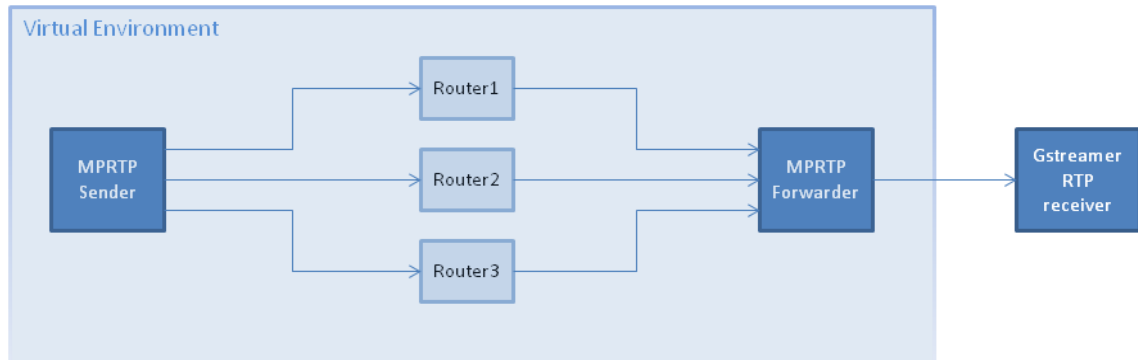 Virtual Environment
Router1
MPRTP
Sender
Router2
MPRTP
Forwarder
Gstreamer
RTP
receiver
Router3